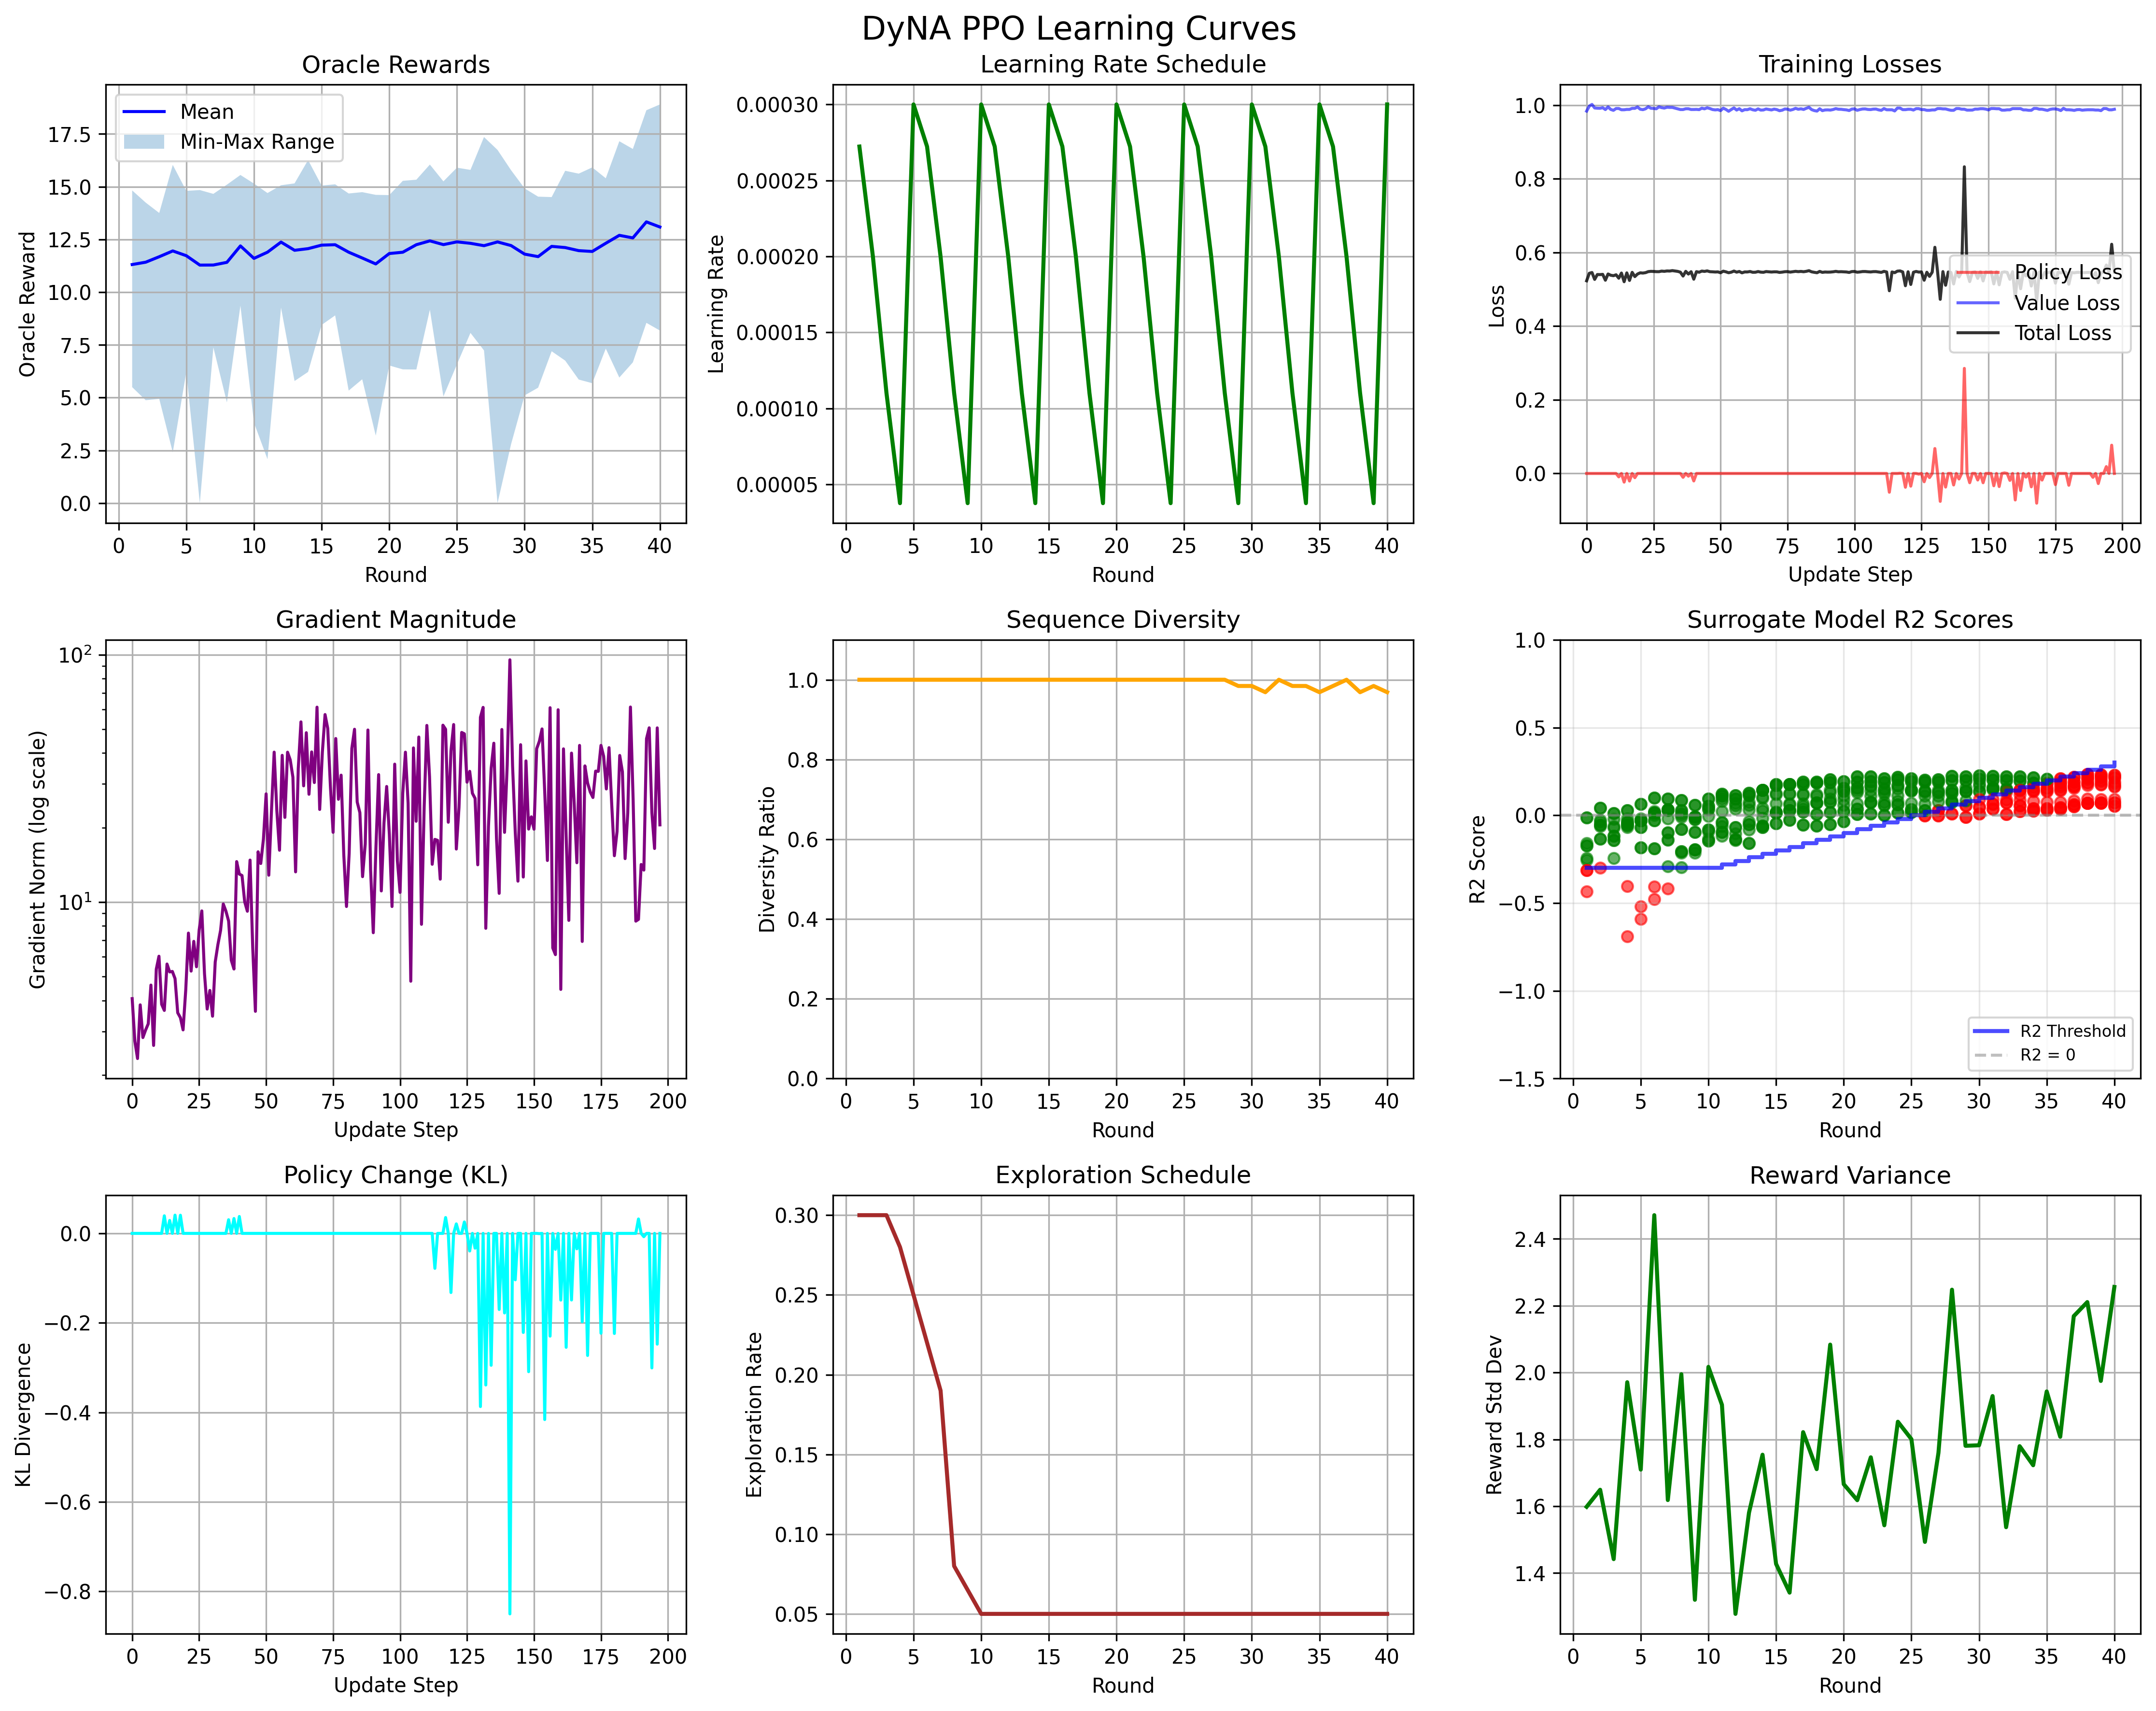 DyNA PPO Learning Curves
Oracle Rewards
Mean
Min-Max Range
17.5
15.0
12.5
10.0
7.5
5.0
2.5
0.0
Oracle Reward
0 5 10 15 20 25 30 35 40
Round
Learning Rate Schedule
0.00030
0.00025
0.00020
0.00015
0.00010
0.00005
Learning Rate
0 5 10 15 20 25 30 35 40
Round
Training Losses
1.0
0.8
0.6
0.4
0.2
0.0
Loss
Policy Loss
Value Loss
Total Loss
0 25 50 75 100 125 150 175 200
Update Step
Gradient Magnitude
10²
10¹
Gradient Norm (log scale)
0 25 50 75 100 125 150 175 200
Update Step
Sequence Diversity
1.0
0.8
0.6
0.4
0.2
0.0
Diversity Ratio
0 5 10 15 20 25 30 35 40
Round
Surrogate Model R2 Scores
1.0
0.5
0.0
−0.5
−1.0
−1.5
R2 Score
R2 Threshold
R2 = 0
0 5 10 15 20 25 30 35 40
Round
Policy Change (KL)
0.0
−0.2
−0.4
−0.6
−0.8
KL Divergence
0 25 50 75 100 125 150 175 200
Update Step
Exploration Schedule
0.30
0.25
0.20
0.15
0.10
0.05
Exploration Rate
0 5 10 15 20 25 30 35 40
Round
Reward Variance
2.4
2.2
2.0
1.8
1.6
1.4
Reward Std Dev
0 5 10 15 20 25 30 35 40
Round